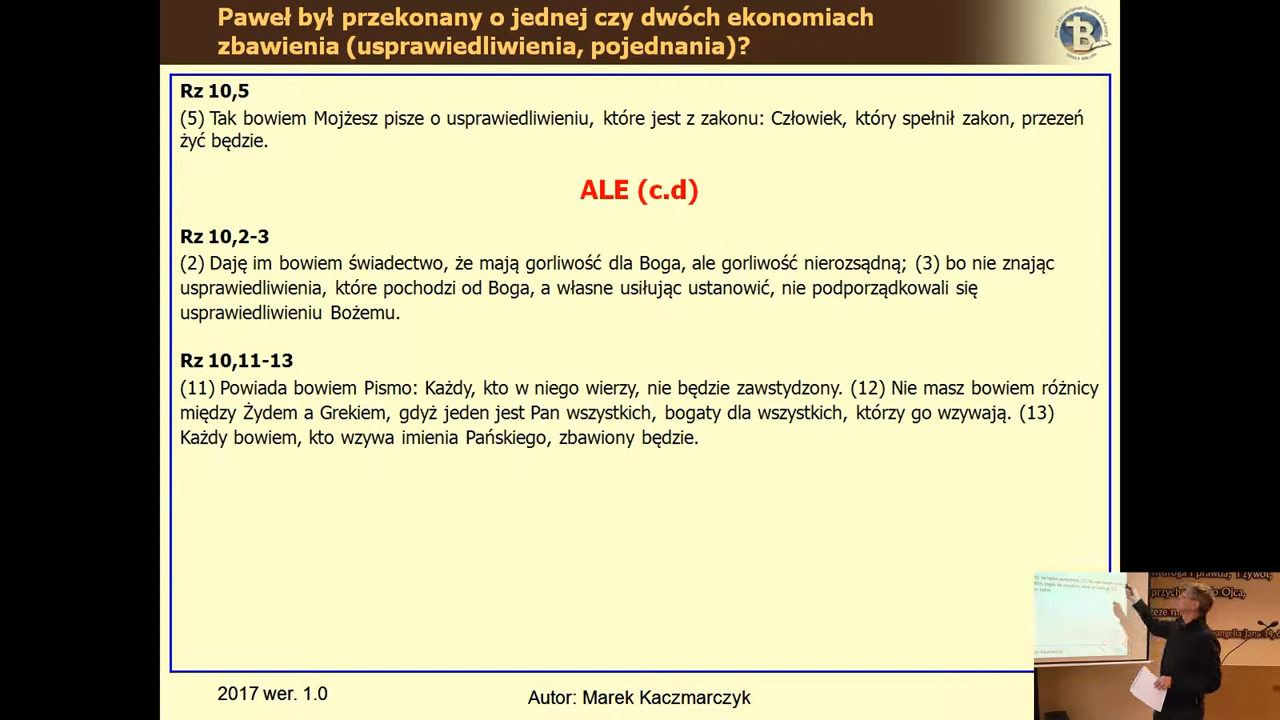 Paweł był przekonany o jednej czy dwóch ekonomiach
zbawienia (usprawiedliwienia, pojednania)?
Rz 10,5
(5) Tak bowiem Mojżesz pisze o usprawiedliwieniu, które jest z zakonu: Człowiek, który spełnił zakon, przezeń
żyć będzie.
ALE (c.d)
Rz 10,2-3
(2) Daję im bowiem świadectwo, że mają gorliwość dla Boga, ale gorliwość nierozsądną; (3) bo nie znając
usprawiedliwienia, które pochodzi od Boga, a własne usiłując ustanowić, nie podporządkowali się
usprawiedliwieniu Bożemu.
Rz 10,11-13
(11) Powiada bowiem Pismo: Każdy, kto w niego wierzy, nie będzie zawstydzony. (12) Nie masz bowiem różnicy
między Żydem a Grekiem, gdyż jeden jest Pan wszystkich, bogaty dla wszystkich, którzy go wzywają. (13)
Każdy bowiem, kto wzywa imienia Pańskiego, zbawiony będzie.
i prawda, i żywot,
Ojca,
Jana 14,6
2017 wer. 1.0
Autor: Marek Kaczmarczyk